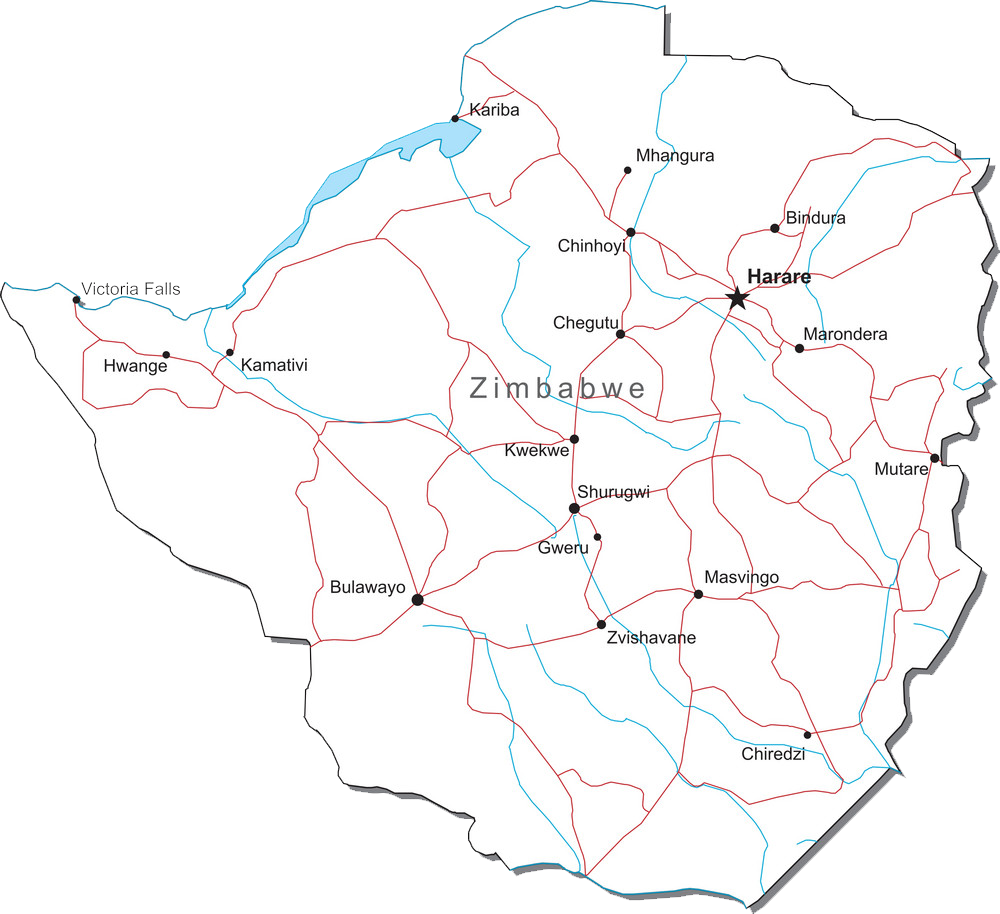 Kariba
Mhangura
Bindura
Chinhoyi
Harare
Victoria Falls
Chegutu
Marondera
Hwange
Kamativi
Zimbabwe
Kwekwe
Mutare
Shurugwi
Gweru
Masvingo
Bulawayo
Zvishavane
Chiredzi